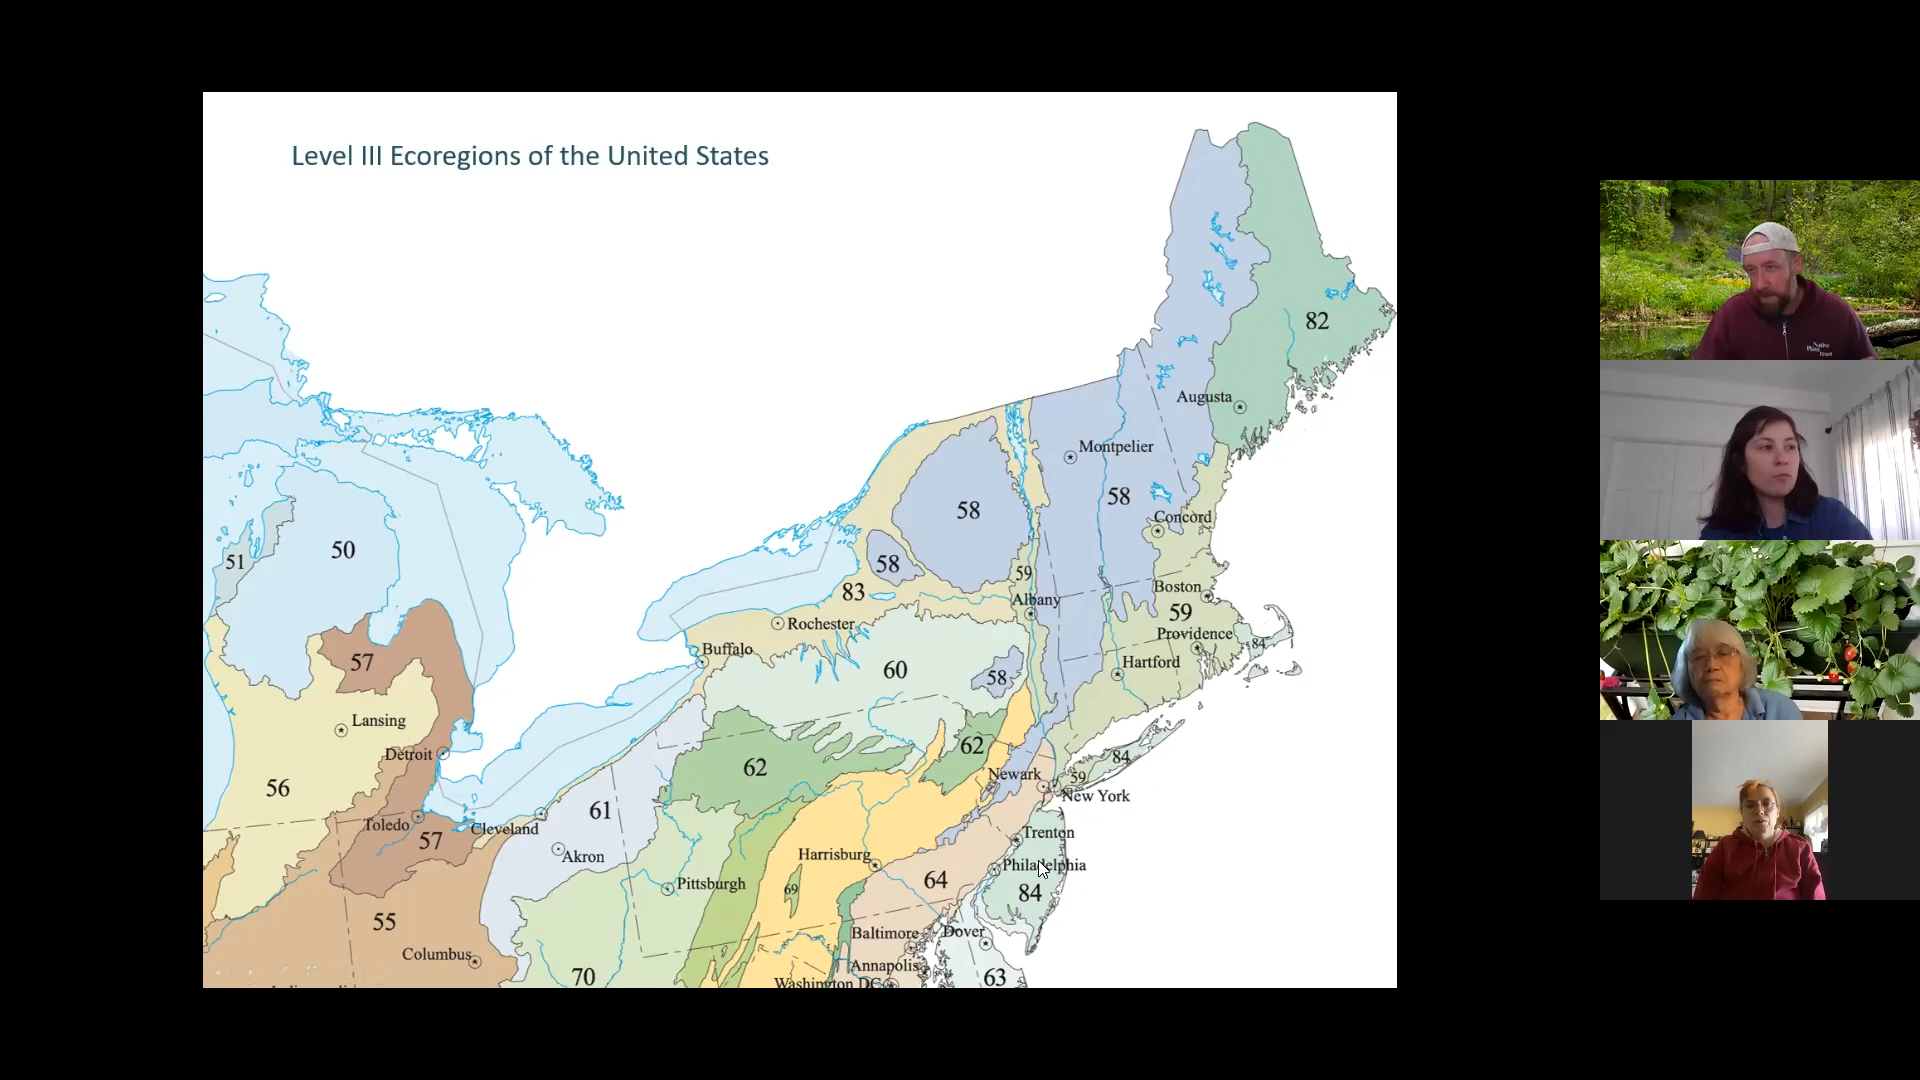 Level III Ecoregions of the United States
82
Augusta
Montpelier
58
58
Concord
50
51
58
59
83
Albany
Boston
59
Rochester
Providence
84
Buffalo
Hartford
57
60
58
Lansing
Detroit
62
62
84
Newark
59
56
New York
61
Toledo
Cleveland
57
Trenton
Akron
Harrisburg
Philadelphia
Pittsburgh
69
64
84
55
Baltimore
Dover
Columbus
Annapolis
70
63
Washington DC
Native
Plant
Trust